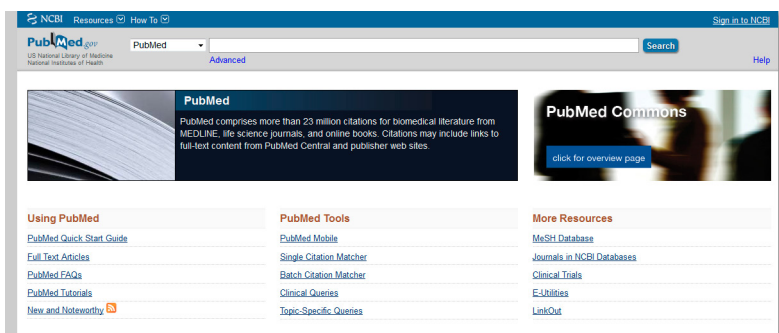 NCBI Resources How To Sign in to NCBI
PubMed.gov
US National Library of Medicine
National Institutes of Health
PubMed
Search
Advanced
Help
PubMed
PubMed comprises more than 23 million citations for biomedical literature from
MEDLINE, life science journals, and online books. Citations may include links to
full-text content from PubMed Central and publisher web sites.
PubMed Commons
click for overview page
Using PubMed
PubMed Quick Start Guide
Full Text Articles
PubMed FAQs
PubMed Tutorials
New and Noteworthy
PubMed Tools
PubMed Mobile
Single Citation Matcher
Batch Citation Matcher
Clinical Queries
Topic-Specific Queries
More Resources
MeSH Database
Journals in NCBI Databases
Clinical Trials
E-Utilities
LinkOut